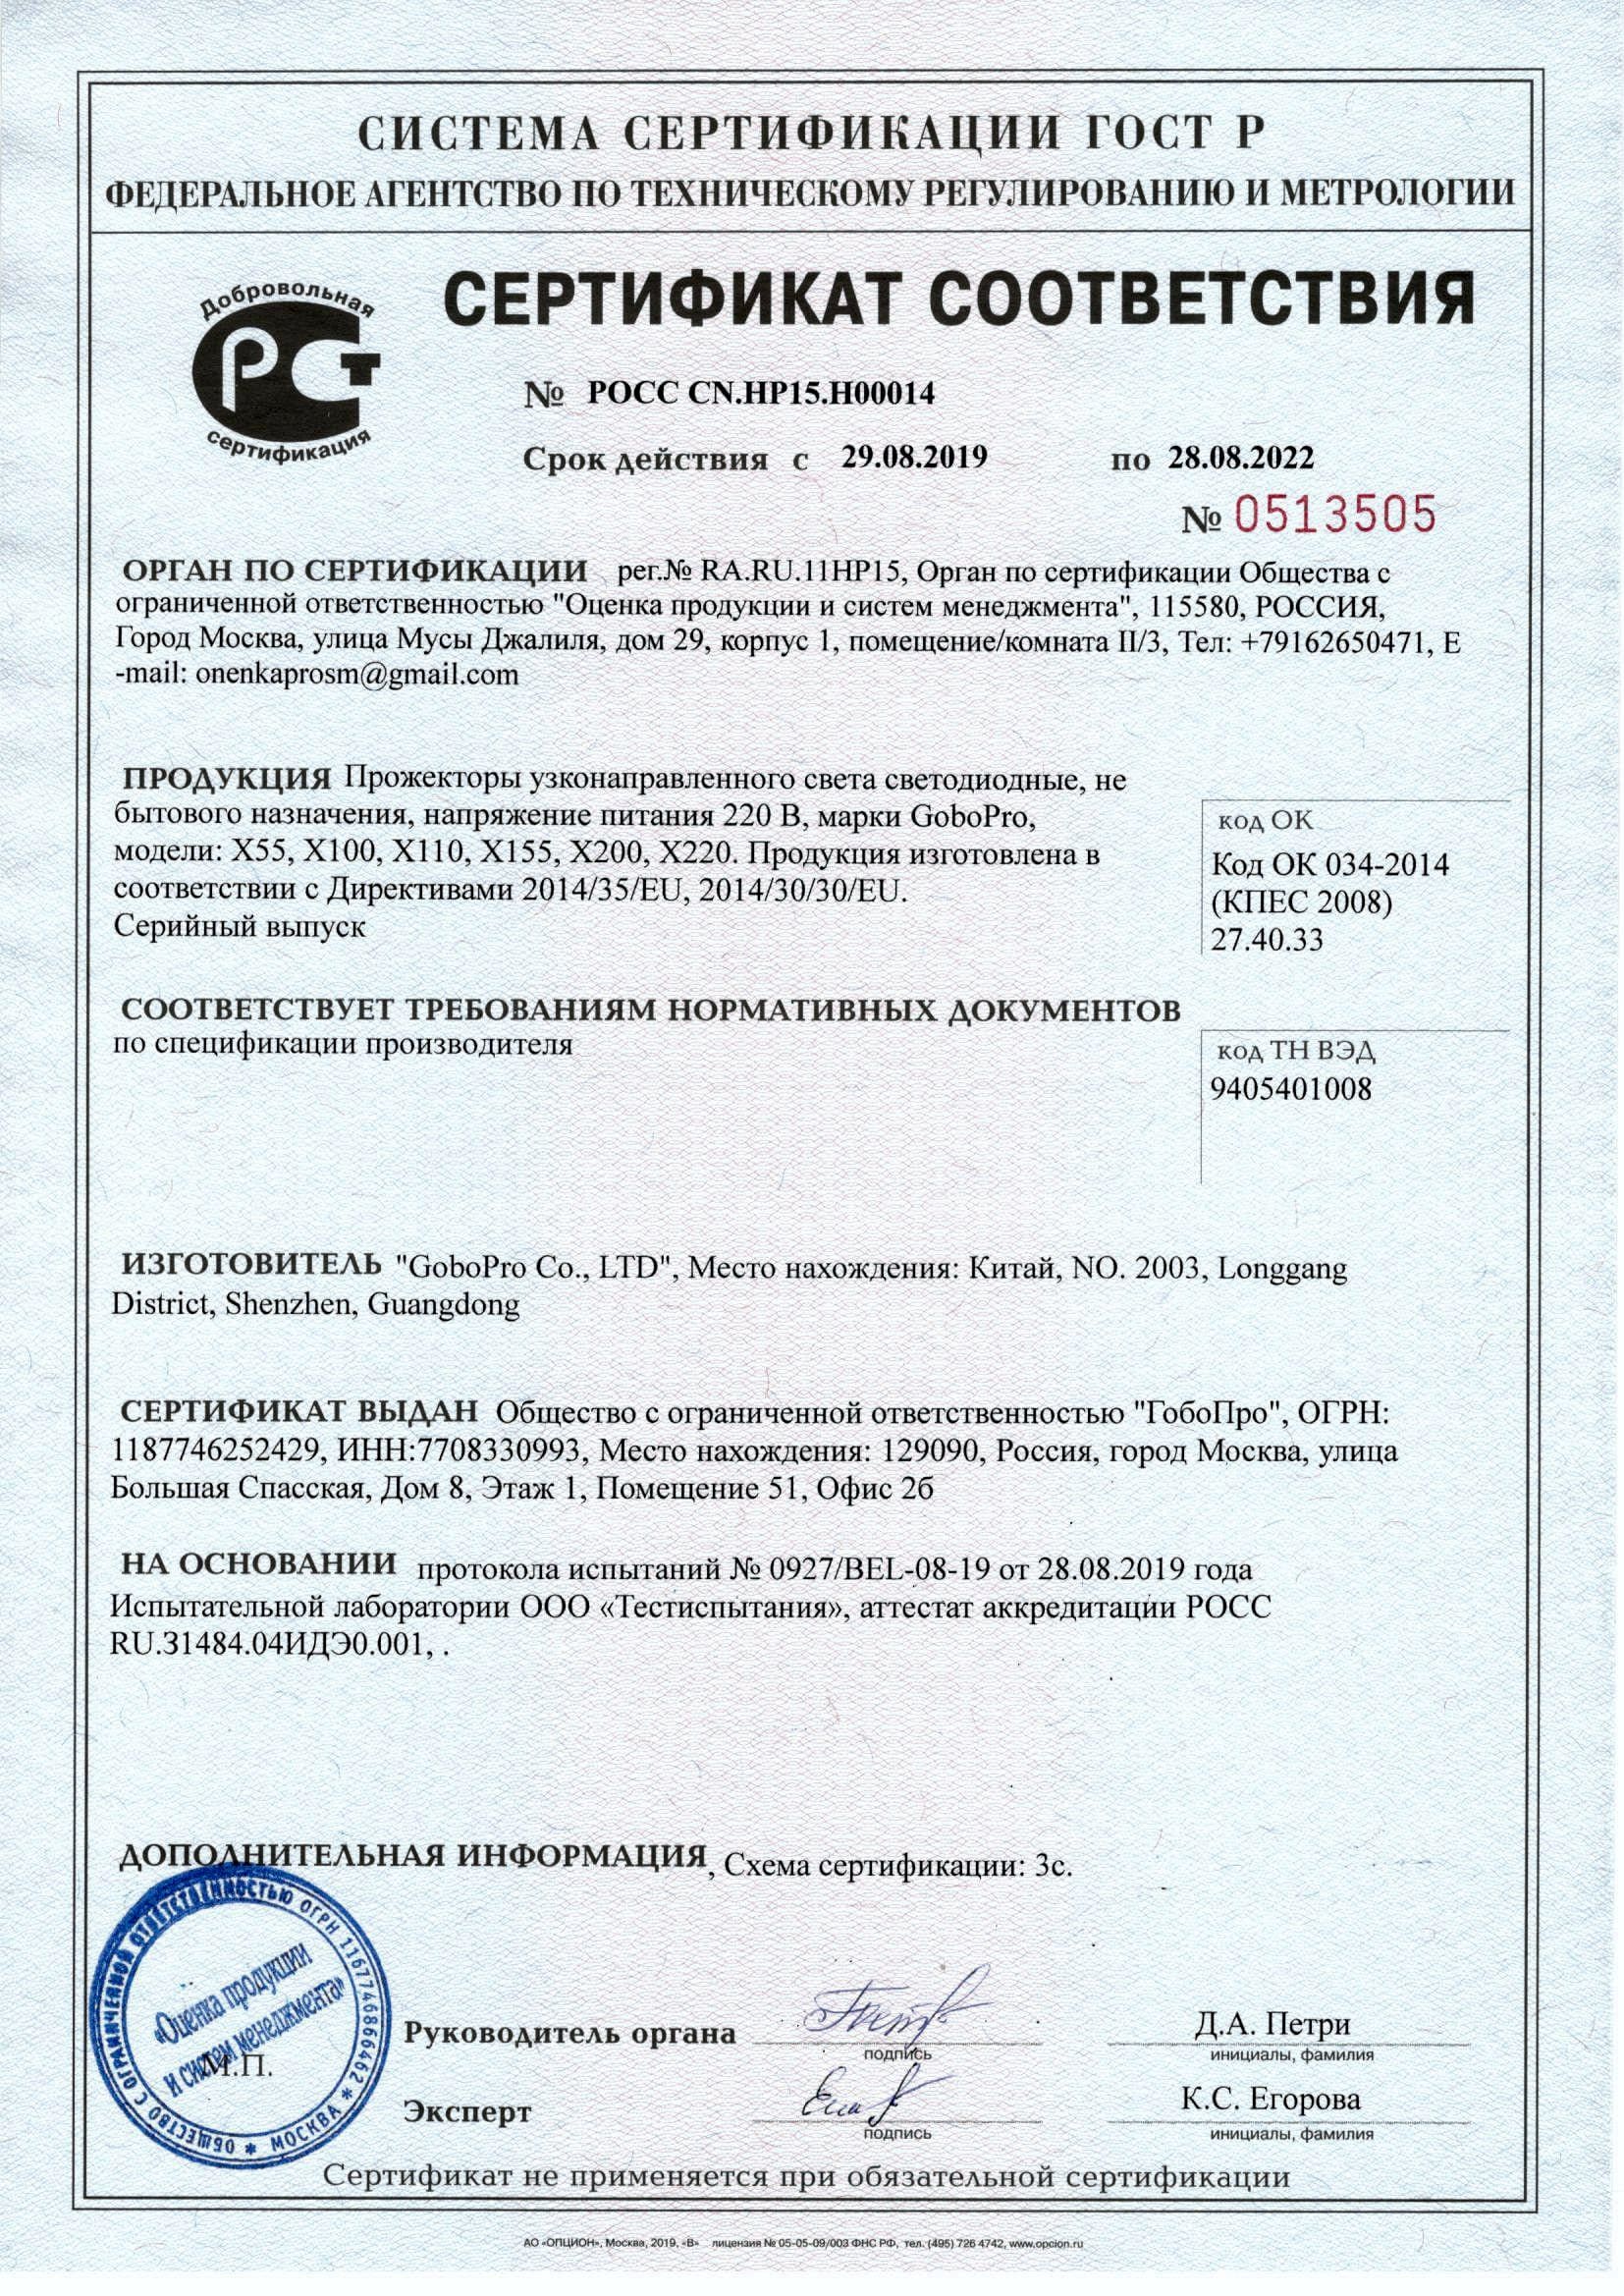 СИСТЕМА СЕРТИФИКАЦИИ ГОСТ Р
ФЕДЕРАЛЬНОЕ АГЕНТСТВО ПО ТЕХНИЧЕСКОМУ РЕГУЛИРОВАНИЮ И МЕТРОЛОГИИ
Добровольная
РСТ
сертификация
СЕРТИФИКАТ СООТВЕТСТВИЯ
№ РОСС CN.НР15.Н00014
Срок действия с 29.08.2019 по 28.08.2022
№ 0513505
ОРГАН ПО СЕРТИФИКАЦИИ рег.№ RA.RU.11НР15, Орган по сертификации Общества с
ограниченной ответственностью "Оценка продукции и систем менеджмента", 115580, РОССИЯ,
Город Москва, улица Мусы Джалиля, дом 29, корпус 1, помещение/комната II/3, Тел: +79162650471, E
-mail: onenkaprosm@gmail.com
ПРОДУКЦИЯ Прожекторы узконаправленного света светодиодные, не
бытового назначения, напряжение питания 220 В, марки GoboPro,
модели: X55, X100, X110, X155, X200, X220. Продукция изготовлена в
соответствии с Директивами 2014/35/EU, 2014/30/30/EU.
Серийный выпуск
код ОК
Код ОК 034-2014
(КПЕС 2008)
27.40.33
СООТВЕТСТВУЕТ ТРЕБОВАНИЯМ НОРМАТИВНЫХ ДОКУМЕНТОВ
по спецификации производителя
код ТН ВЭД
9405401008
ИЗГОТОВИТЕЛЬ "GoboPro Co., LTD", Место нахождения: Китай, NO. 2003, Longgang
District, Shenzhen, Guangdong
СЕРТИФИКАТ ВЫДАН Общество с ограниченной ответственностью "ГобоПро", ОГРН:
1187746252429, ИНН:7708330993, Место нахождения: 129090, Россия, город Москва, улица
Большая Спасская, Дом 8, Этаж 1, Помещение 51, Офис 2б
НА ОСНОВАНИИ протокола испытаний № 0927/BEL-08-19 от 28.08.2019 года
Испытательной лаборатории ООО «Тестиспытания», аттестат аккредитации РОСС
RU.31484.04ИДЭ0.001, .
ДОПОЛНИТЕЛЬНАЯ ИНФОРМАЦИЯ, Схема сертификации: 3с.
ОБЩЕСТВО С ОГРАНИЧЕННОЙ ОТВЕТСТВЕННОСТЬЮ ОГРН 1167746866462 * МОСКВА *
«Оценка продукции
и систем менеджмента»
М.П.
Руководитель органа
подпись
Д.А. Петри
инициалы, фамилия
Эксперт
подпись
К.С. Егорова
инициалы, фамилия
Сертификат не применяется при обязательной сертификации
АО «ОПЦИОН», Москва, 2019, «В» лицензия № 05-05-09/003 ФНС РФ, тел. (495) 726 4742, www.opcion.ru